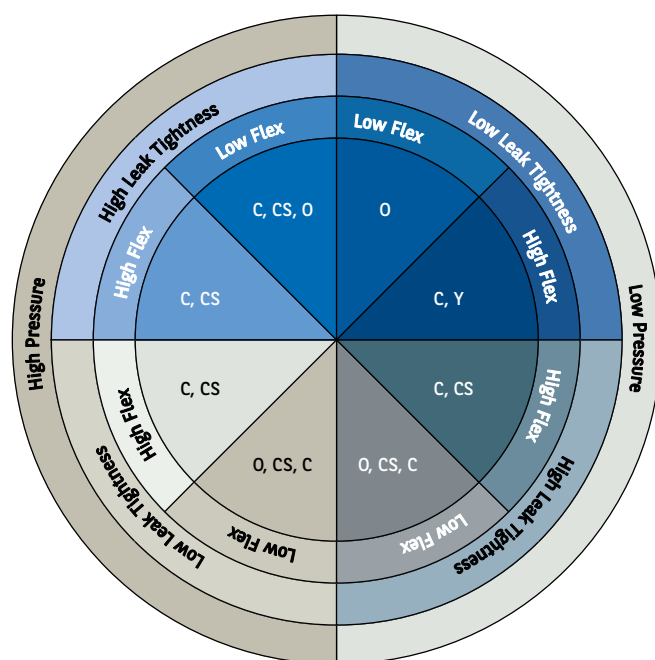 High Pressure
Low Pressure
High Leak Tightness
Low Leak Tightness
Low Flex
Low Flex
High Flex
High Flex
C, CS, O
O
C, CS
C, Y
C, CS
C, CS
O, CS, C
O, CS, C
High Flex
High Flex
Low Flex
Low Flex
Low Leak Tightness
High Leak Tightness